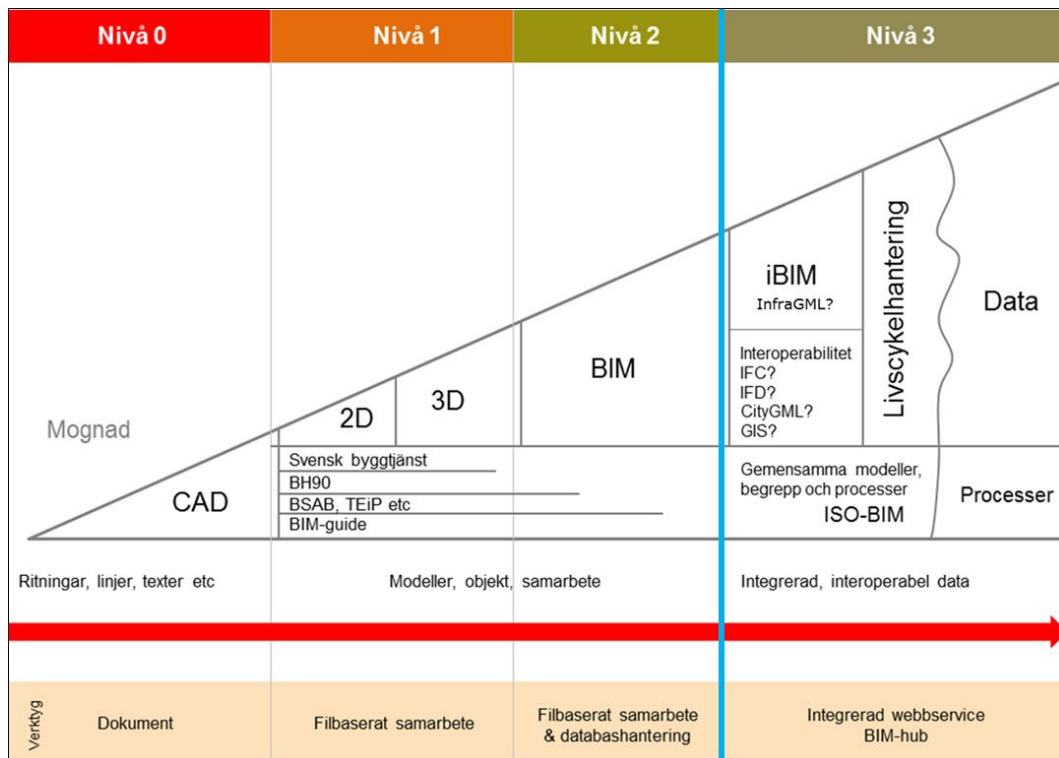 Nivå 0
Nivå 1
Nivå 2
Nivå 3
Mognad
CAD
2D
3D
BIM
iBIM
InfraGML?
Interoperabilitet
IFC?
IFD?
CityGML?
GIS?
Livscykelhantering
Data
Svensk byggtjänst
BH90
BSAB, TEiP etc
BIM-guide
Gemensamma modeller,
begrepp och processer
ISO-BIM
Processer
Ritningar, linjer, texter etc
Modeller, objekt, samarbete
Integrerad, interoperabel data
Verktyg
Dokument
Filbaserat samarbete
Filbaserat samarbete
& databashantering
Integrerad webbservice
BIM-hub